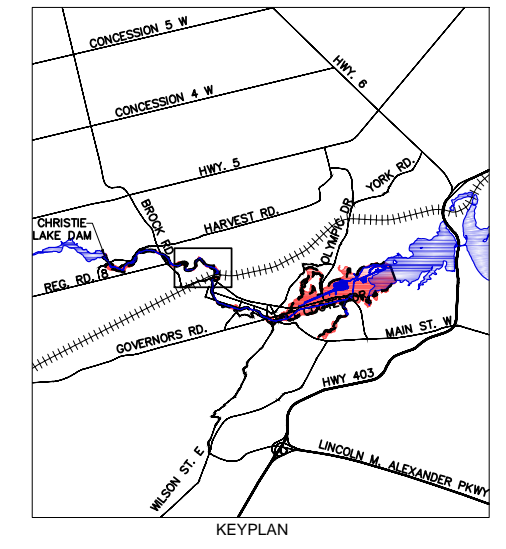 CONCESSION 5 W
HWY. 6
CONCESSION 4 W
HWY. 5
YORK RD.
BROCK RD.
HARVEST RD.
OLYMPIC DR
CHRISTIE
LAKE DAM
REG. RD.
8
GOVERNORS RD.
MAIN ST. W
HWY 403
WILSON ST. E
LINCOLN M. ALEXANDER PKWY
KEYPLAN